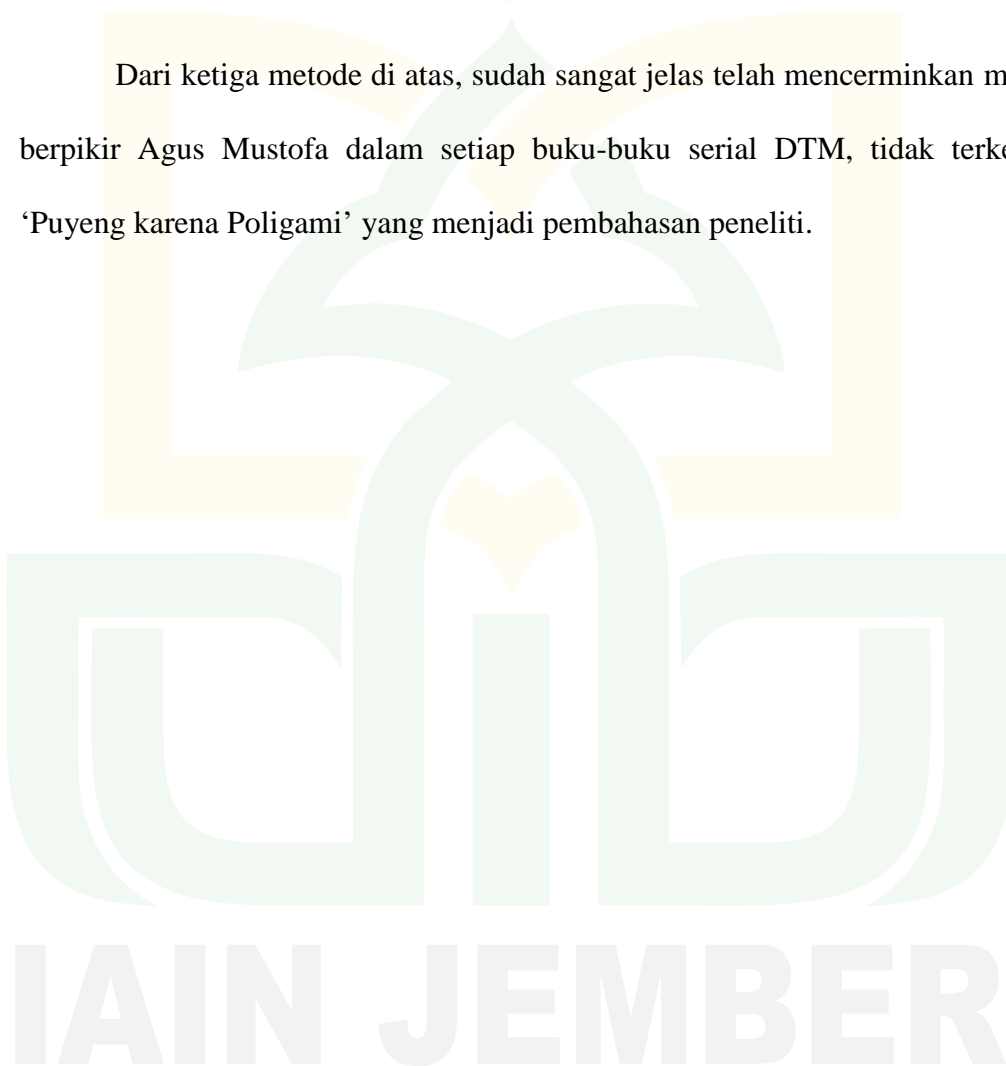 Dari ketiga metode di atas, sudah sangat jelas telah mencerminkan
berpikir Agus Mustofa dalam setiap buku-buku serial DTM, tidak
‘Puyeng karena Poligami’ yang menjadi pembahasan peneliti.
IAIN JEMBER